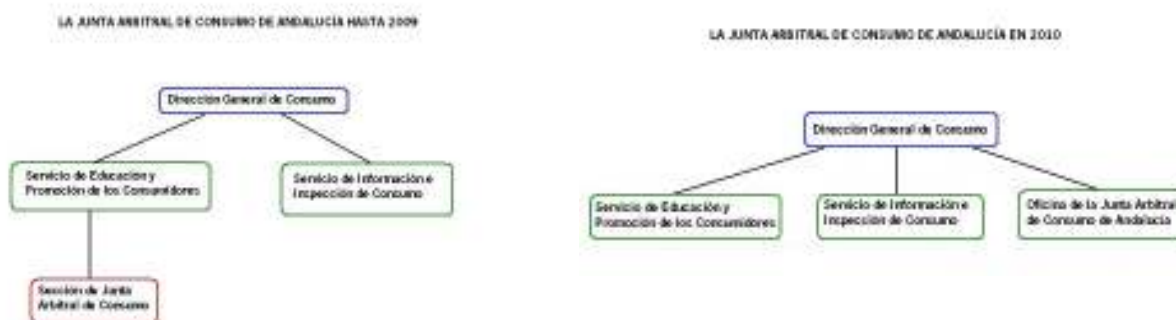 LA JUNTA ARBITRAL DE CONSUMO DE ANDALUCÍA HASTA 2009
Dirección General de Consumo
Servicio de Educación y
Promoción de los Consumidores
Servicio de Información e
Inspección de Consumo
Sección de Junta
Arbitral de Consumo
LA JUNTA ARBITRAL DE CONSUMO DE ANDALUCÍA EN 2010
Dirección General de Consumo
Servicio de Educación y
Promoción de los Consumidores
Servicio de Información e
Inspección de Consumo
Oficina de la Junta Arbitral
de Consumo de Andalucía